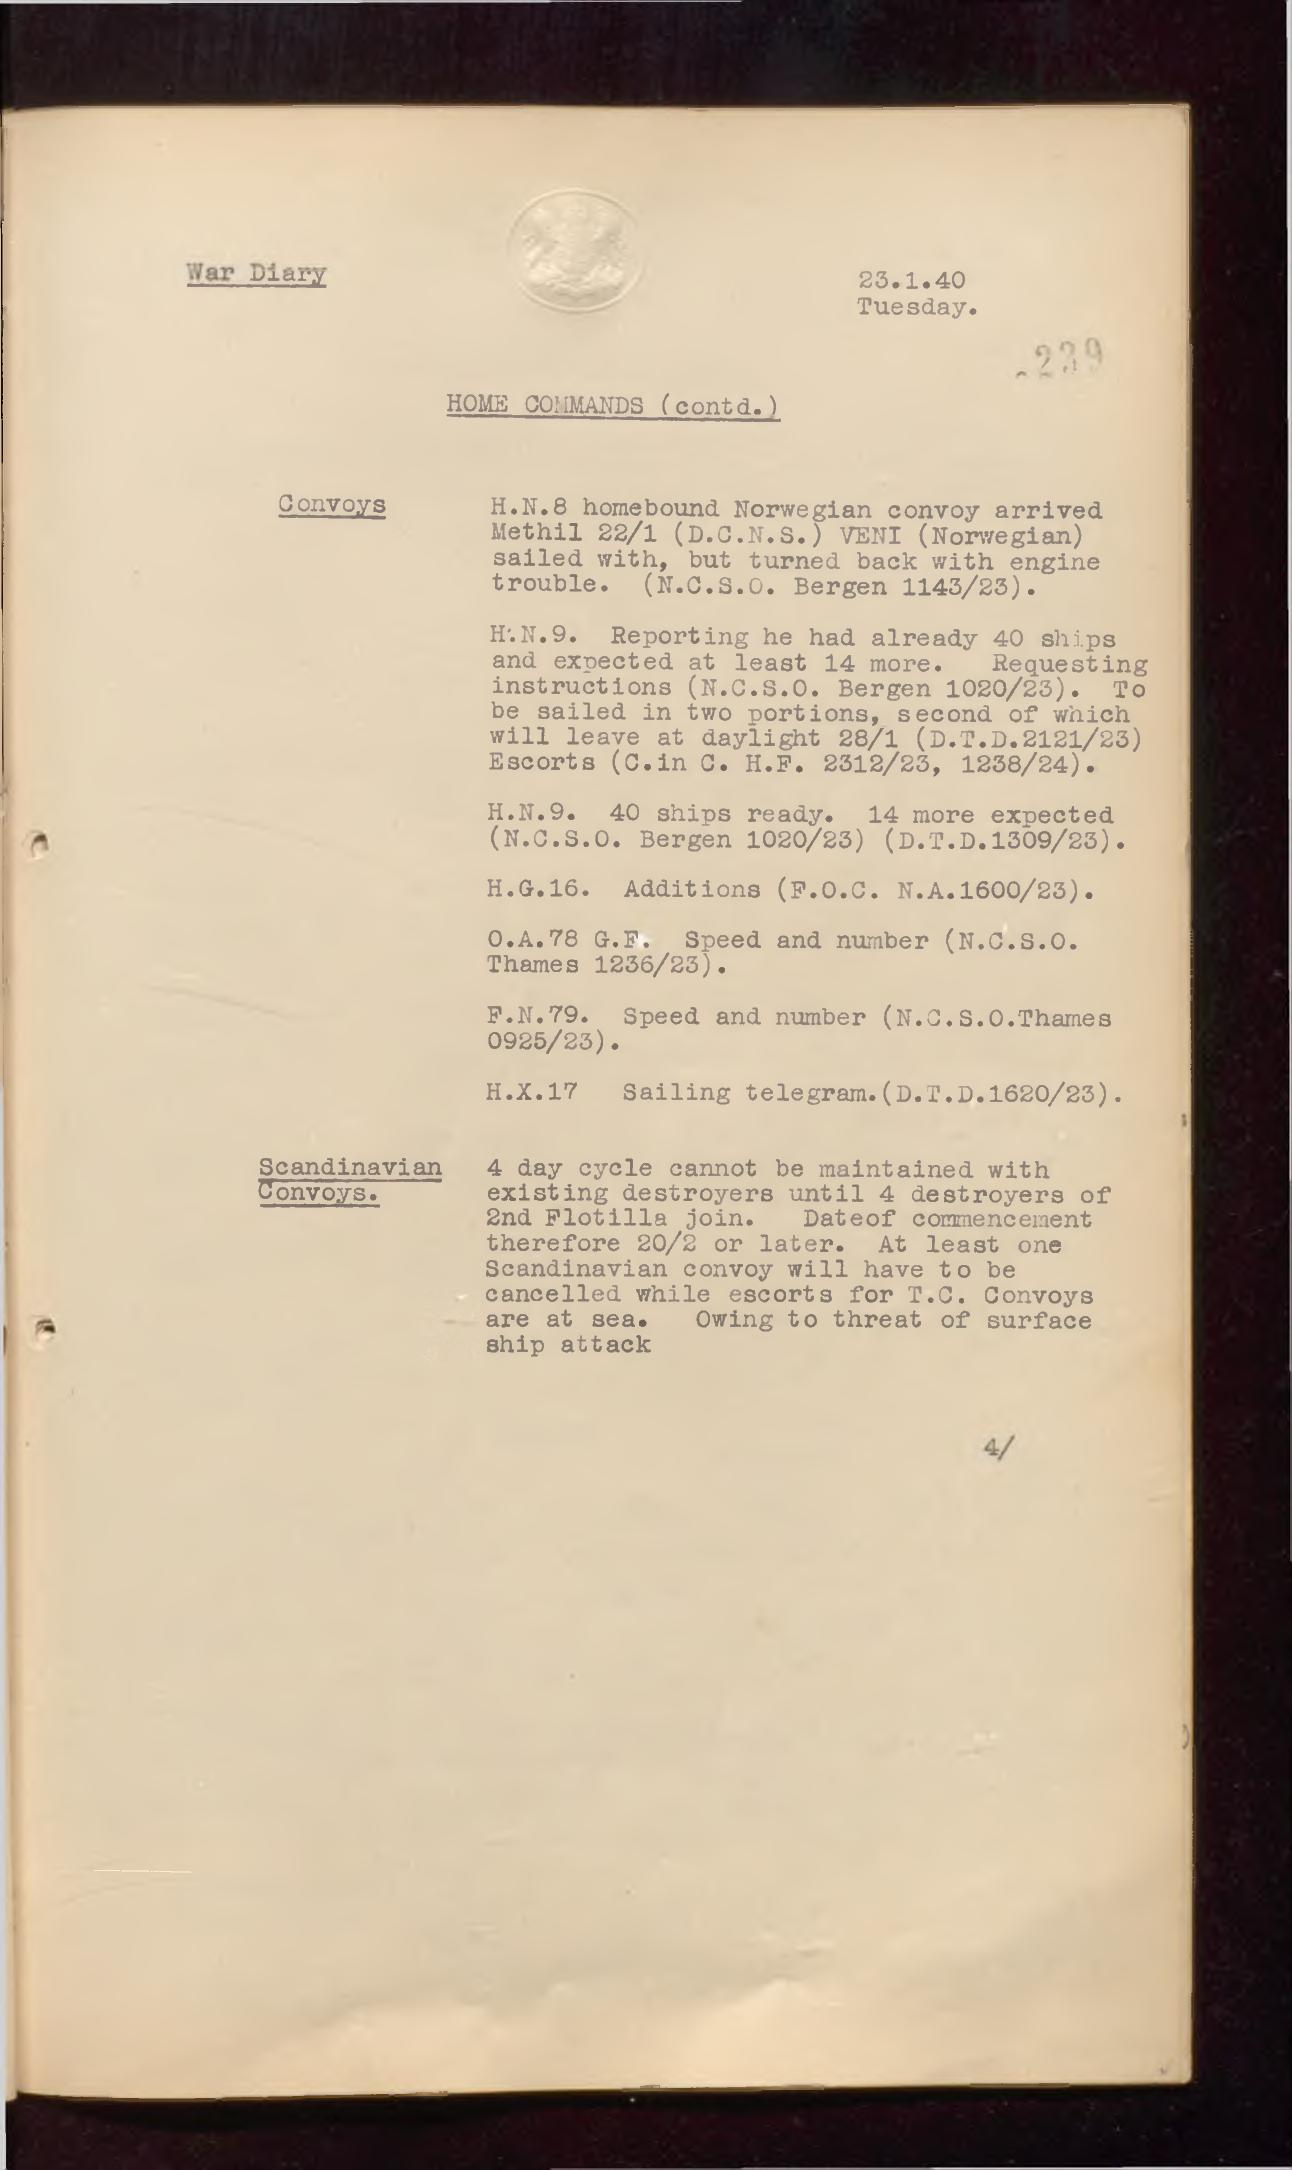 War Diary
23.1.40
Tuesday.
239
HOME COMMANDS (contd.)
Convoys
H.N.8 homebound Norwegian convoy arrived
Methil 22/1 (D.C.N.S.) VENI (Norwegian)
sailed with, but turned back with engine
trouble. (N.C.S.O. Bergen 1143/23).
H.N.9. Reporting he had already 40 ships
and expected at least 14 more. Requesting
instructions (N.C.S.O. Bergen 1020/23). To
be sailed in two portions, second of which
will leave at daylight 28/1 (D.T.D.2121/23)
Escorts (C.in C. H.F. 2312/23, 1238/24).
H.N.9. 40 ships ready. 14 more expected
(N.C.S.O. Bergen 1020/23) (D.T.D.1309/23).
H.G.16. Additions (F.O.C. N.A.1600/23).
O.A.78 G.F. Speed and number (N.C.S.O.
Thames 1236/23).
F.N.79. Speed and number (N.C.S.O.Thames
0925/23).
H.X.17 Sailing telegram.(D.T.D.1620/23).
Scandinavian
Convoys.
4 day cycle cannot be maintained with
existing destroyers until 4 destroyers of
2nd Flotilla join. Dateof commencement
therefore 20/2 or later. At least one
Scandinavian convoy will have to be
cancelled while escorts for T.C. Convoys
are at sea. Owing to threat of surface
ship attack
4/